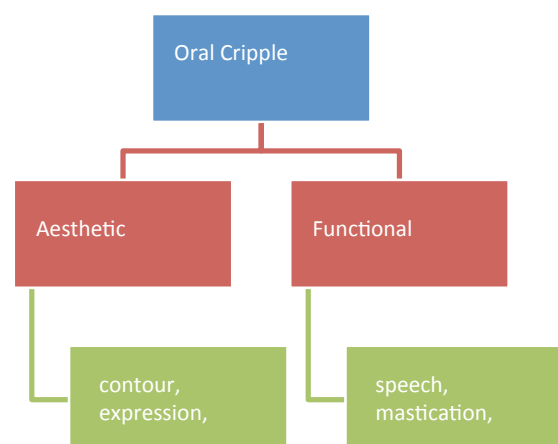 Oral Cripple
Aesthetic
Functional
contour,
expression,
speech,
mastication,